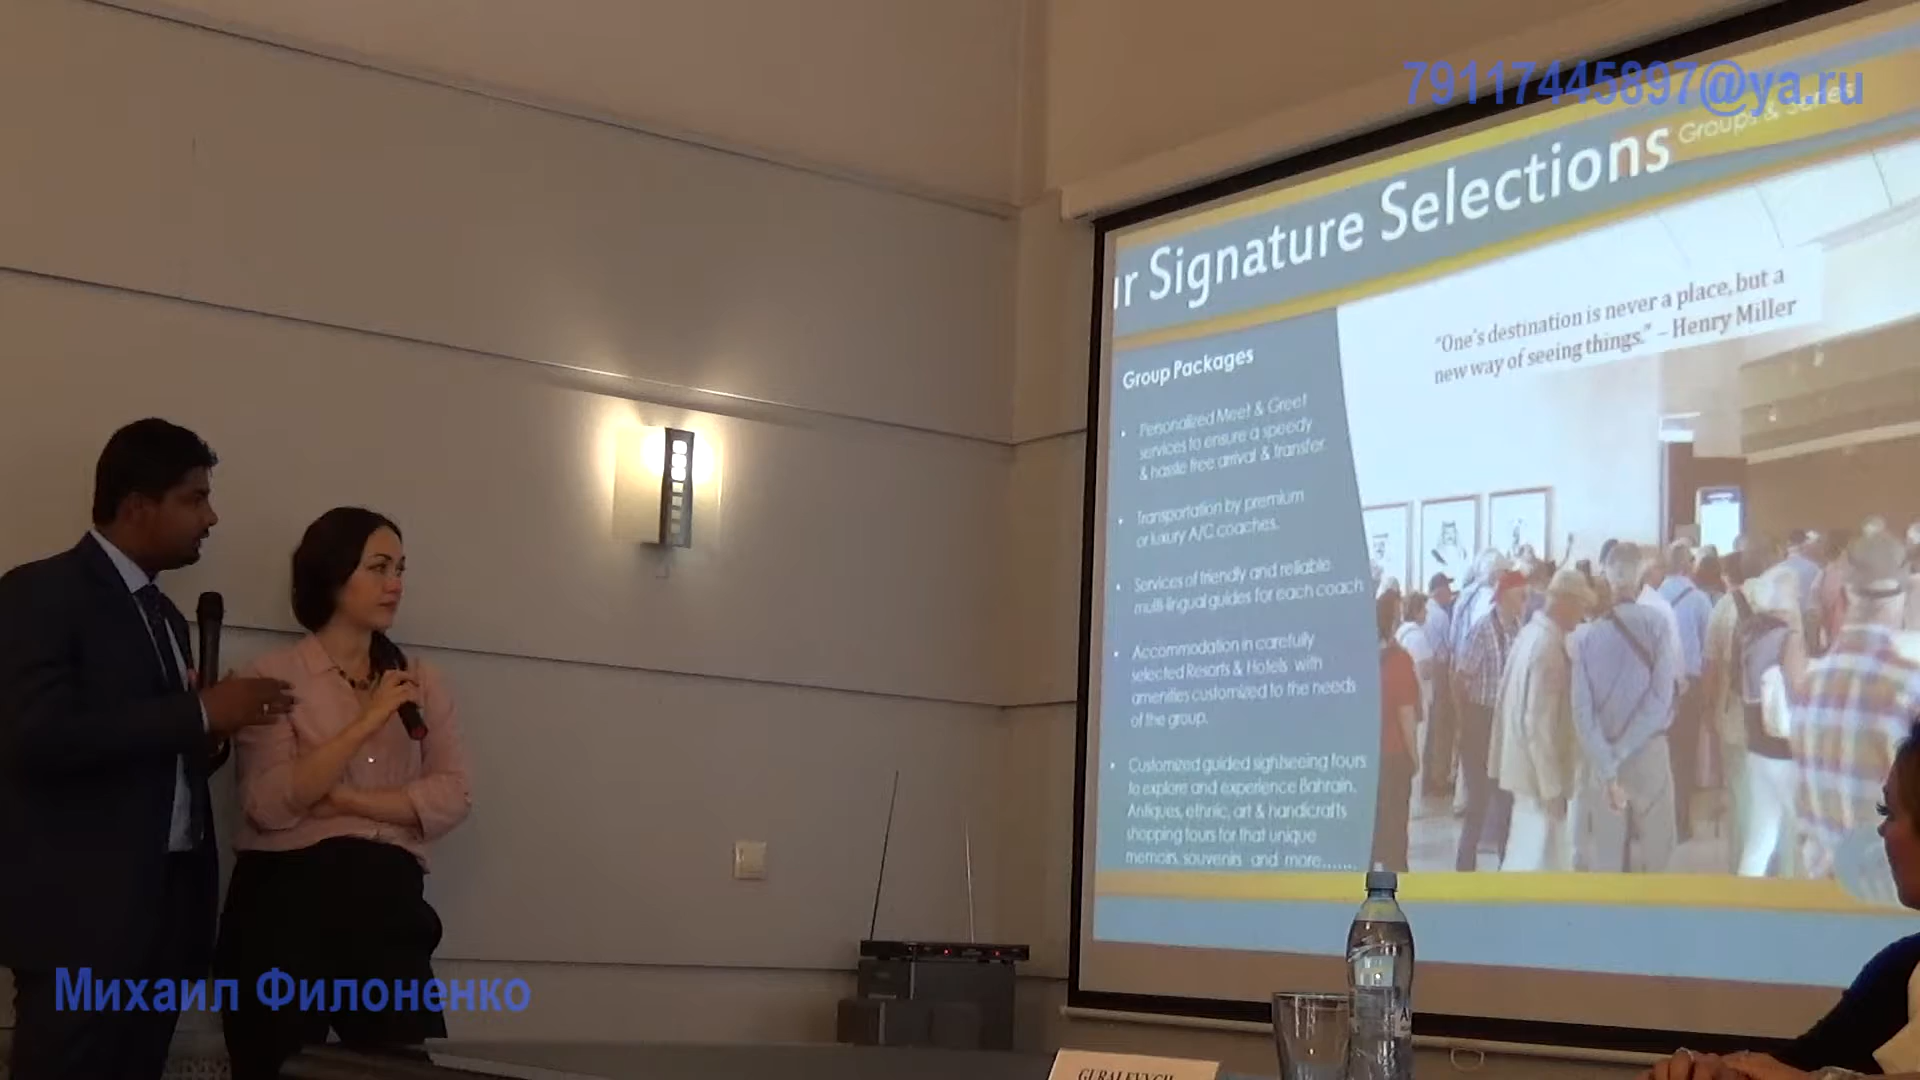 79117445897@ya.ru
Groups & Series
ur Signature Selections
"One's destination is never a place, but a
new way of seeing things." – Henry Miller
Group Packages
• Personalized Meet & Greet
services to ensure a speedy
& hassle free arrival & transfer.
• Transportation by premium
or luxury A/C coaches.
• Services of friendly and reliable
multi-lingual guides for each coach
• Accommodation in carefully
selected Resorts & Hotels with
amenities customized to the needs
of the group.
• Customized guided sightseeing tours
to explore and experience Bahrain.
Antiques, ethnic, art & handicrafts
shopping tours for that unique
memoirs, souvenirs and more.......
Михаил Филоненко